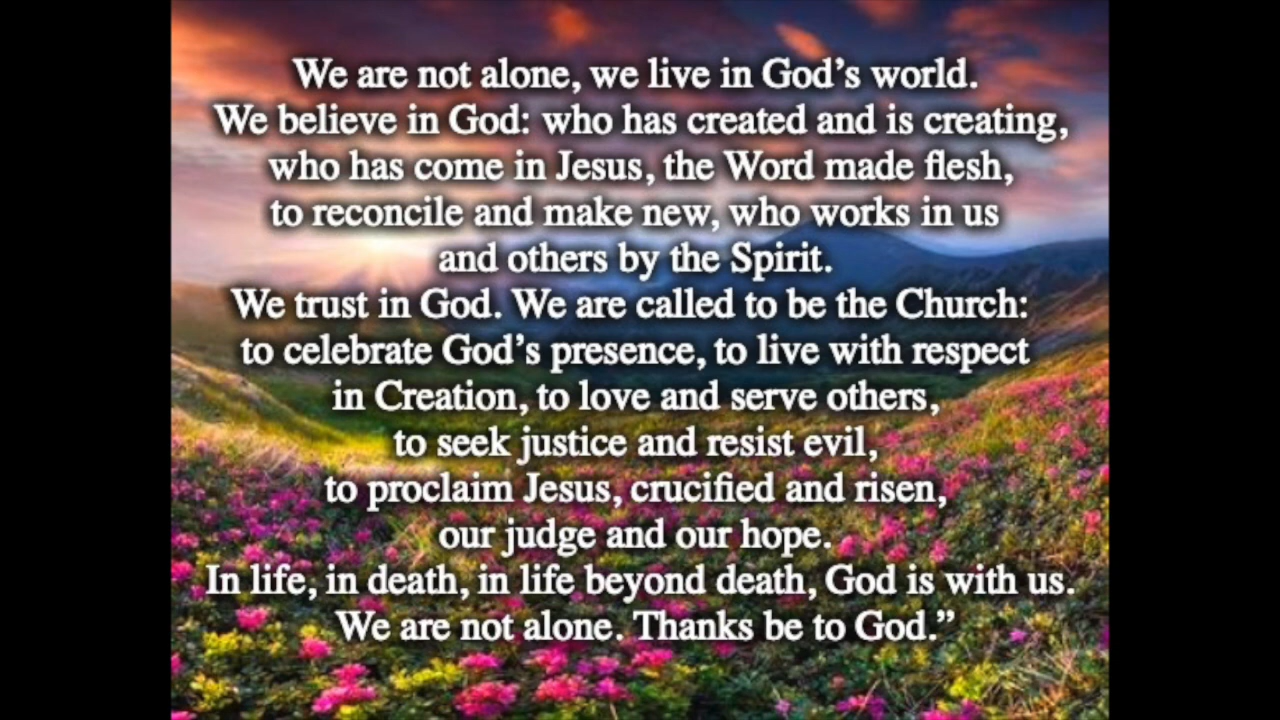 We are not alone, we live in God’s world.
We believe in God: who has created and is creating,
who has come in Jesus, the Word made flesh,
to reconcile and make new, who works in us
and others by the Spirit.
We trust in God. We are called to be the Church:
to celebrate God’s presence, to live with respect
in Creation, to love and serve others,
to seek justice and resist evil,
to proclaim Jesus, crucified and risen,
our judge and our hope.
In life, in death, in life beyond death, God is with us.
We are not alone. Thanks be to God.”